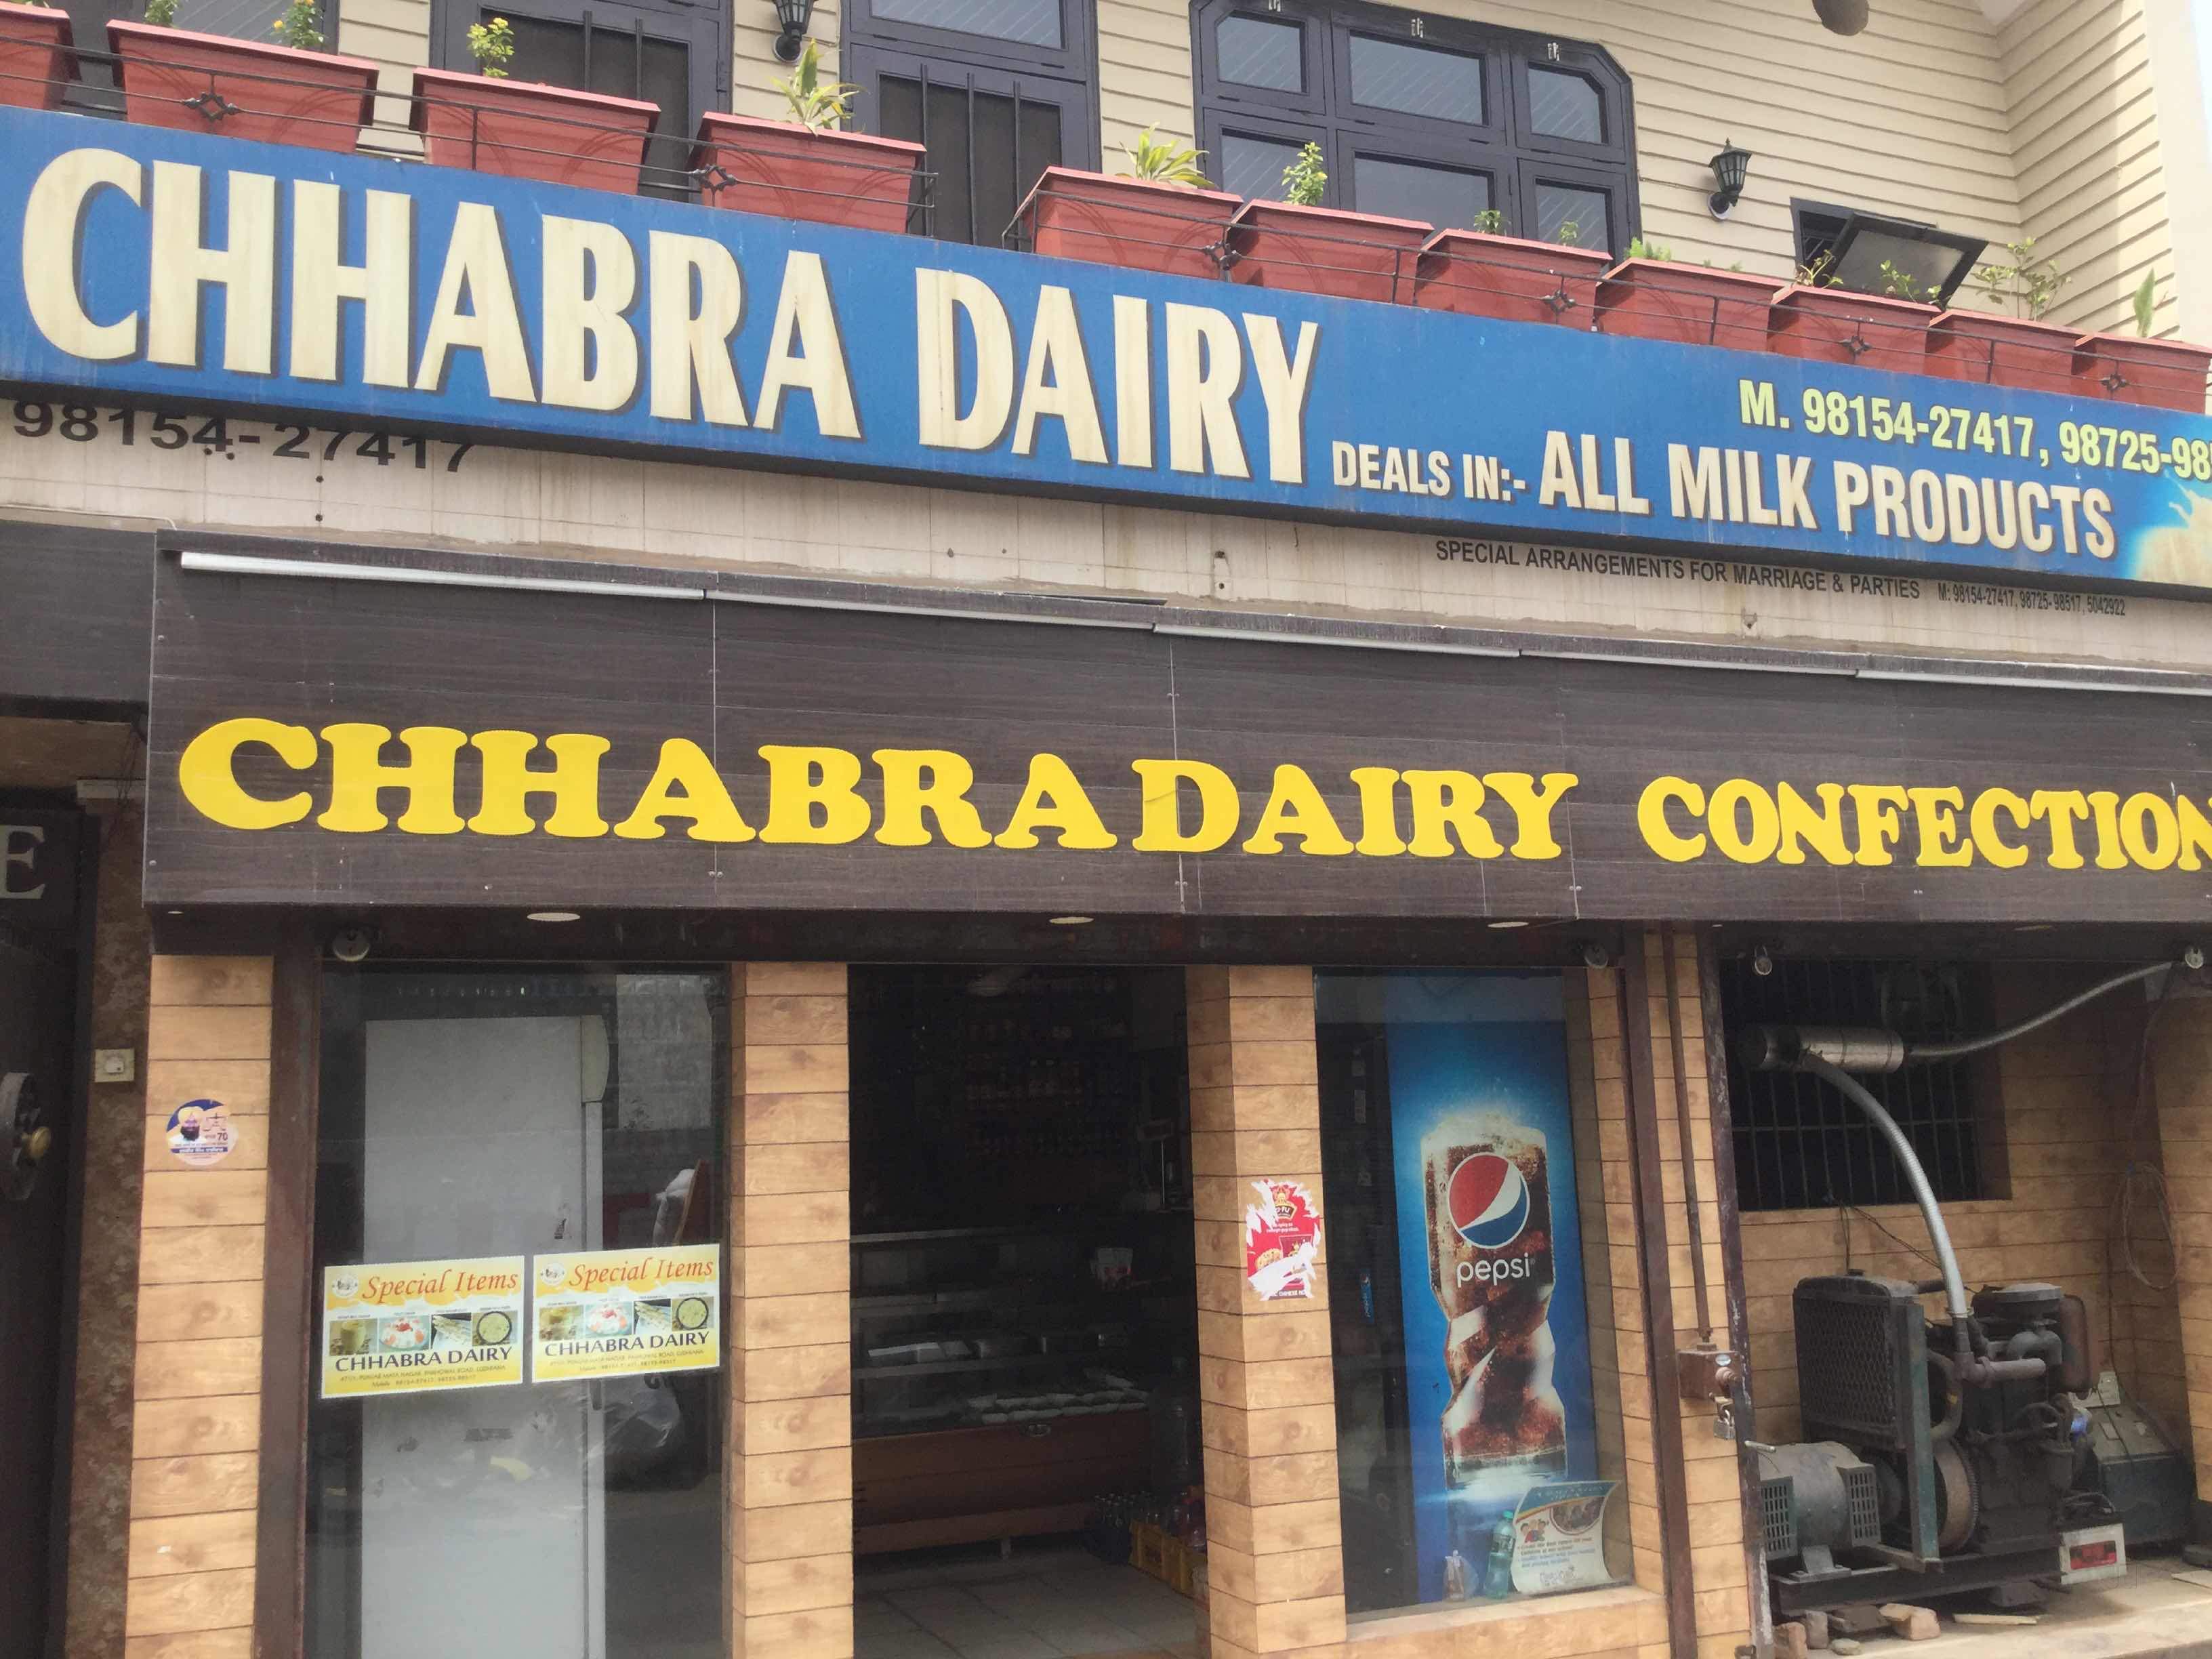 CHHABRA DAIRY
M. 98154-27417, 98725-98
DEALS IN:- ALL MILK PRODUCTS
98154-27417
SPECIAL ARRANGEMENTS FOR MARRIAGE & PARTIES M: 98154-27417, 98725-98517, 5042922
CHHABRA DAIRY CONFECTION
E
70
Special Items
CHHABRA DAIRY
Special Items
CHHABRA DAIRY
pepsi